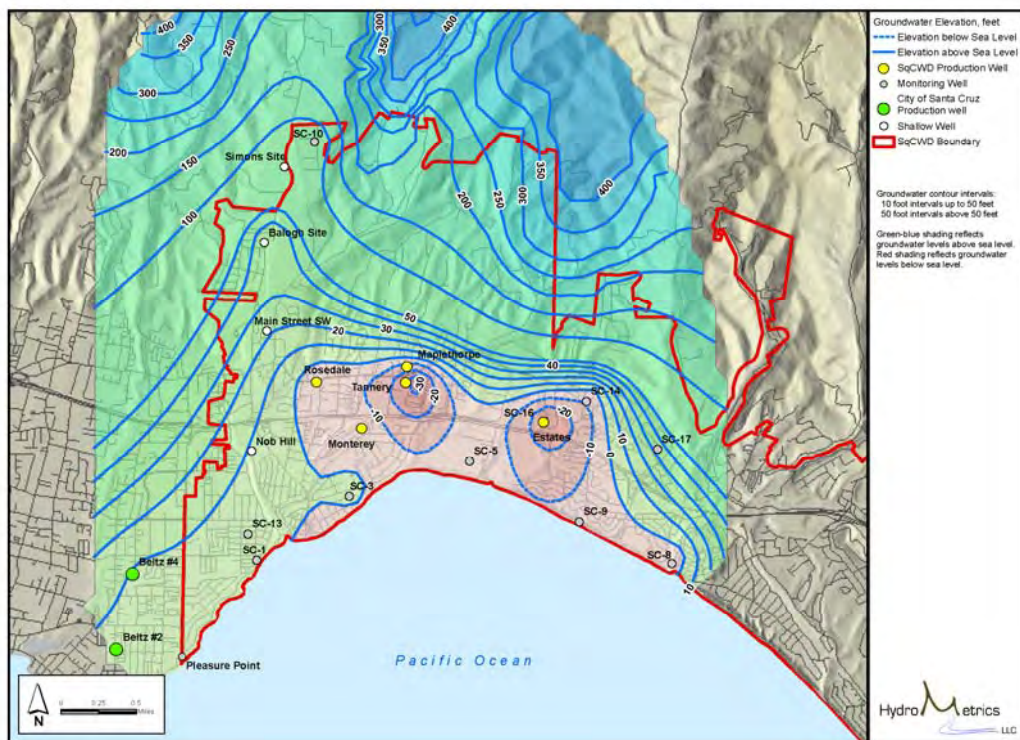 400
350
300
250
300
200
150
100
300
350
400
400
350
300
250
200
400
SC-10
Simons Site
Balogh Site
Main Street SW
20
30
50
40
Maplethorpe
Rosedale
Tannery
-30
-20
-10
Monterey
SC-14
SC-16
-20
Estates
-10
10
0
SC-17
Nob Hill
SC-5
SC-3
SC-9
SC-13
SC-1
SC-8
10
Beltz #4
Beltz #2
Pleasure Point
Pacific Ocean
N
0 0.25 0.5
Miles
Groundwater Elevation, feet
Elevation below Sea Level
Elevation above Sea Level
SqCWD Production Well
Monitoring Well
City of Santa Cruz
Production well
Shallow Well
SqCWD Boundary
Groundwater contour intervals:
10 foot intervals up to 50 feet
50 foot intervals above 50 feet
Green-blue shading reflects
groundwater levels above sea level.
Red shading reflects groundwater
levels below sea level.
HydroMetrics
LLC